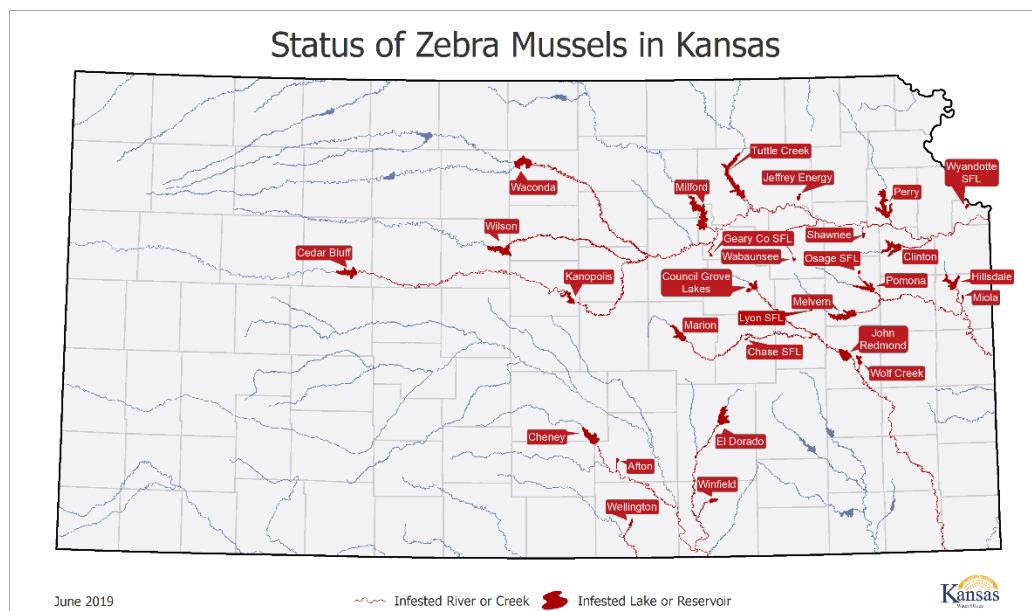 Status of Zebra Mussels in Kansas
Tuttle Creek
Wyandotte
SFL
Waconda
Milford
Jeffrey Energy
Perry
Wilson
Geary Co SFL
Shawnee
Cedar Bluff
Wabaunsee
Osage SFL
Clinton
Kanopolis
Council Grove
Lakes
Pomona
Hillsdale
Melvern
Miola
Lyon SFL
Marion
John
Redmond
Chase SFL
Wolf Creek
Cheney
El Dorado
Afton
Winfield
Wellington
June 2019
Infested River or Creek
Infested Lake or Reservoir
Kansas
Water Office